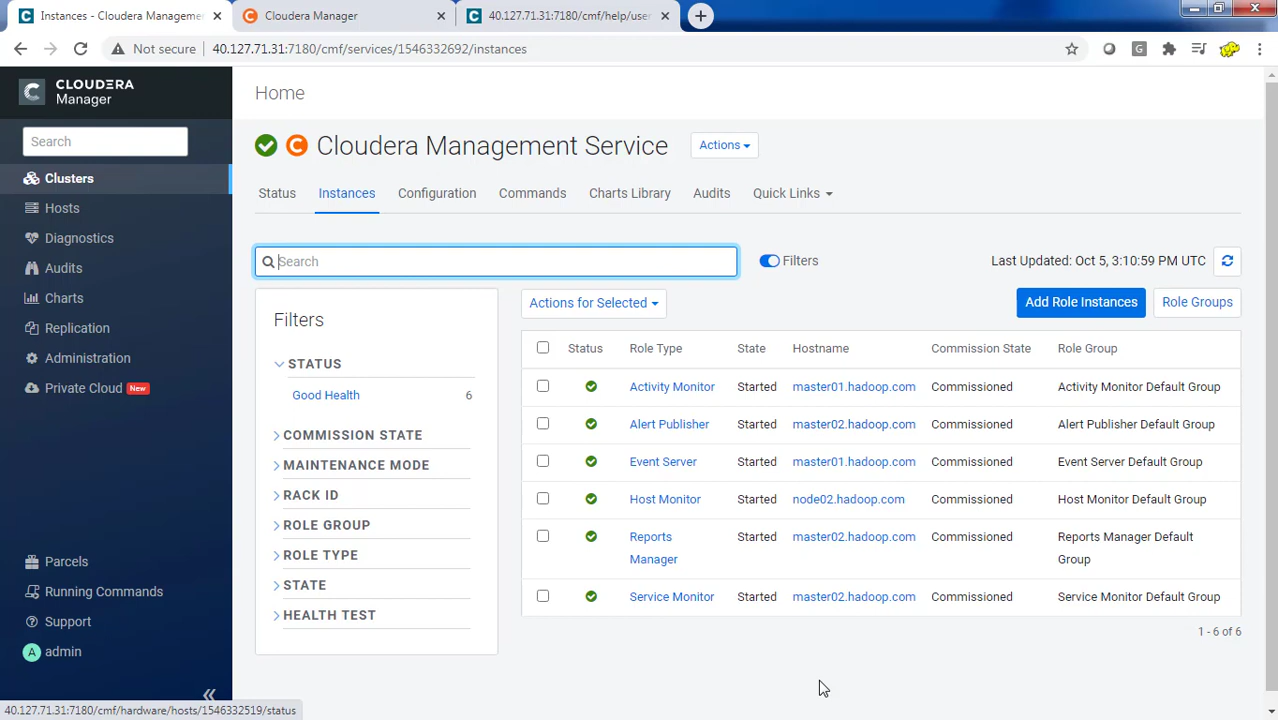 Instances - Cloudera Manageme
Cloudera Manager
40.127.71.31:7180/cmf/help/use
Not secure
40.127.71.31:7180/cmf/services/1546332692/instances
CLOUDERA
Manager
Search
Clusters
Hosts
Diagnostics
Audits
Charts
Replication
Administration
Private Cloud New
Parcels
Running Commands
Support
A admin
40.127.71.31:7180/cmf/hardware/hosts/1546332519/status
Home
Cloudera Management Service
Actions
Status Instances Configuration Commands Charts Library Audits Quick Links
Search
Filters
Last Updated: Oct 5, 3:10:59 PM UTC
Filters
STATUS
Good Health 6
COMMISSION STATE
MAINTENANCE MODE
RACK ID
ROLE GROUP
ROLE TYPE
STATE
HEALTH TEST
Actions for Selected
Add Role Instances
Role Groups
Status Role Type State Hostname Commission State Role Group
Activity Monitor Started master01.hadoop.com Commissioned Activity Monitor Default Group
Alert Publisher Started master02.hadoop.com Commissioned Alert Publisher Default Group
Event Server Started master01.hadoop.com Commissioned Event Server Default Group
Host Monitor Started node02.hadoop.com Commissioned Host Monitor Default Group
Reports Started master02.hadoop.com Commissioned Reports Manager Default
Manager Group
Service Monitor Started master02.hadoop.com Commissioned Service Monitor Default Group
1 - 6 of 6